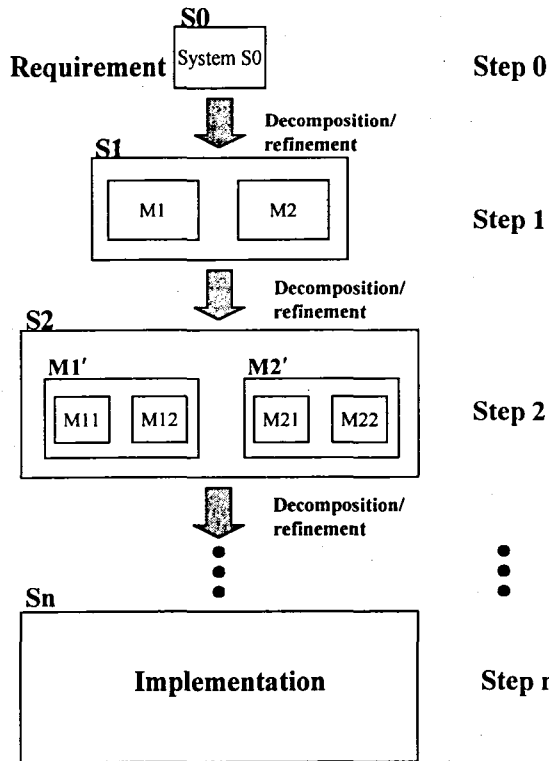 S0
Requirement
System S0
Step 0
Decomposition/
refinement
S1
M1
M2
Step 1
Decomposition/
refinement
S2
M1'
M2'
M11
M12
M21
M22
Step 2
Decomposition/
refinement
Sn
Implementation
Step n